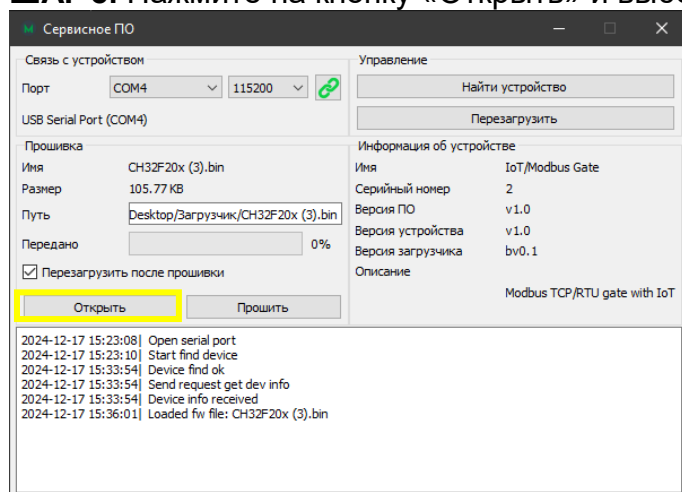 Нажмите на кнопку «Открыть» и
Сервисное ПО
Связь с устройством
Порт COM4 115200
USB Serial Port (COM4)
Управление
Найти устройство
Перезагрузить
Прошивка
Имя CH32F20x (3).bin
Размер 105.77 KB
Путь Desktop/Загрузчик/CH32F20x (3).bin
Передано 0%
Перезагрузить после прошивки
Открыть Прошить
Информация об устройстве
Имя IoT/Modbus Gate
Серийный номер 2
Версия ПО v1.0
Версия устройства v1.0
Версия загрузчика bv0.1
Описание
Modbus TCP/RTU gate with IoT
2024-12-17 15:23:08| Open serial port
2024-12-17 15:23:10| Start find device
2024-12-17 15:33:54| Device find ok
2024-12-17 15:33:54| Send request get dev info
2024-12-17 15:33:54| Device info received
2024-12-17 15:36:01| Loaded fw file: CH32F20x (3).bin